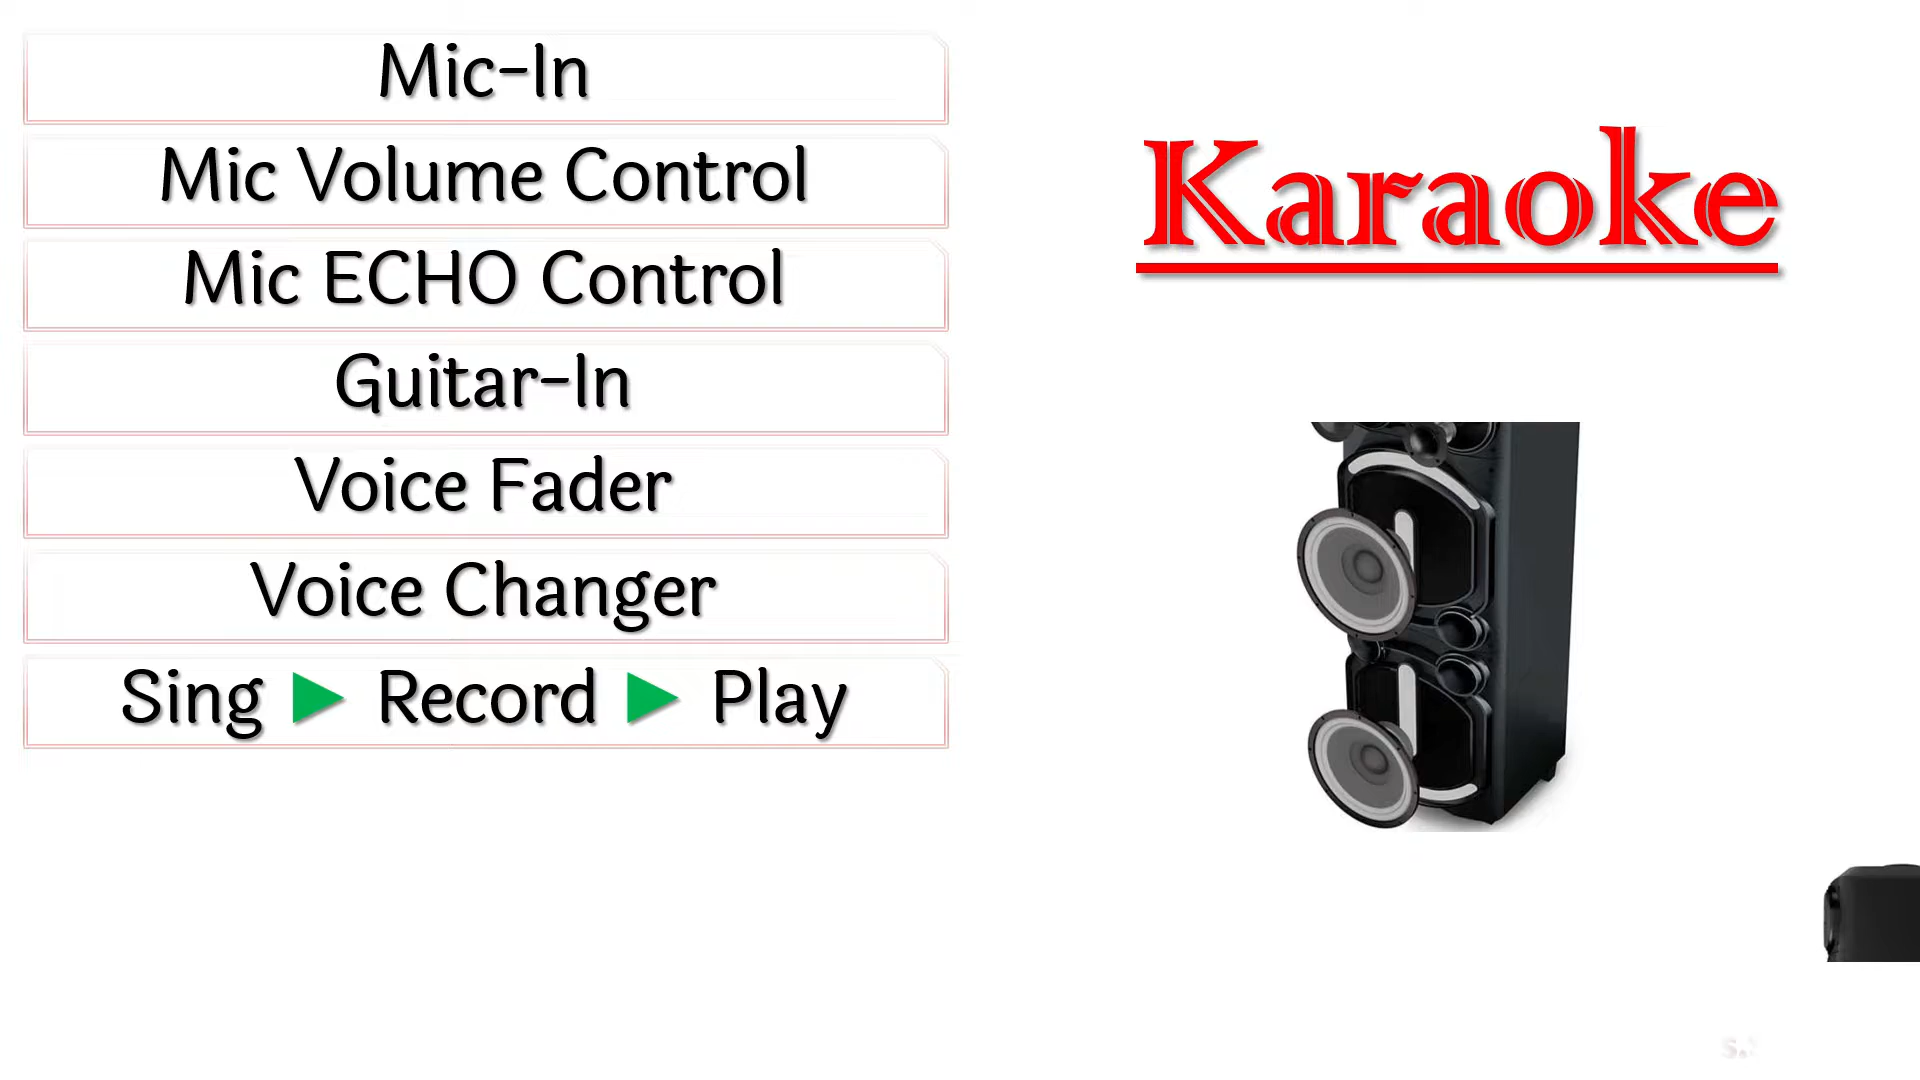 Mic-In
Mic Volume Control
Mic ECHO Control
Guitar-In
Voice Fader
Voice Changer
Sing ► Record ► Play
Karaoke